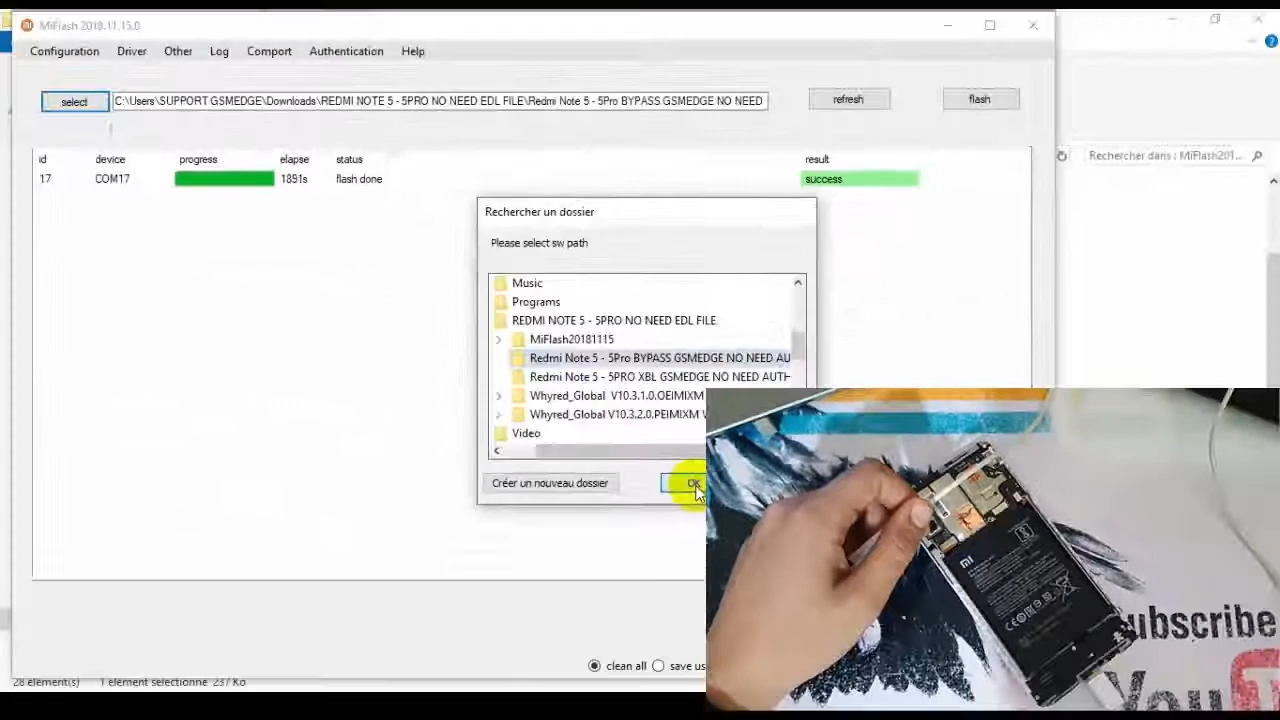 MiFlash 2018.11.15.0
Configuration Driver Other Log Comport Authentication Help
select C:\Users\SUPPORT GSMEDGE\Downloads\REDMI NOTE 5 - 5PRO NO NEED EDL FILE\Redmi Note 5 - 5Pro BYPASS GSMEDGE NO NEED refresh flash
id device progress elapse status result
Rechercher dans : MiFlash201...
17 COM17 1891s flash done success
Rechercher un dossier
Please select sw path
Music
Programs
REDMI NOTE 5 - 5PRO NO NEED EDL FILE
MiFlash20181115
Redmi Note 5 - 5Pro BYPASS GSMEDGE NO NEED AU
Redmi Note 5 - 5PRO XBL GSMEDGE NO NEED AUTH
Whyred_Global V10.3.1.0.OEIMIXM
Whyred_Global V10.3.2.0.PEIMIXM V
Video
Créer un nouveau dossier OK
clean all save us
28 élément(s) 1 élément sélectionné 237 Ko
mi
ubscribe
YouT